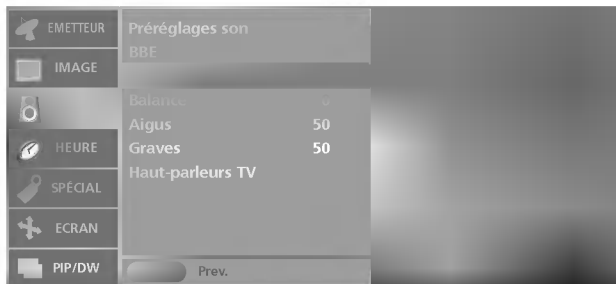 EMETTEUR
IMAGE
HEURE
SPÉCIAL
ECRAN
PIP/DW
Préréglages son
BBE
Balance 0
Aigus 50
Graves 50
Haut-parleurs TV
Prev.